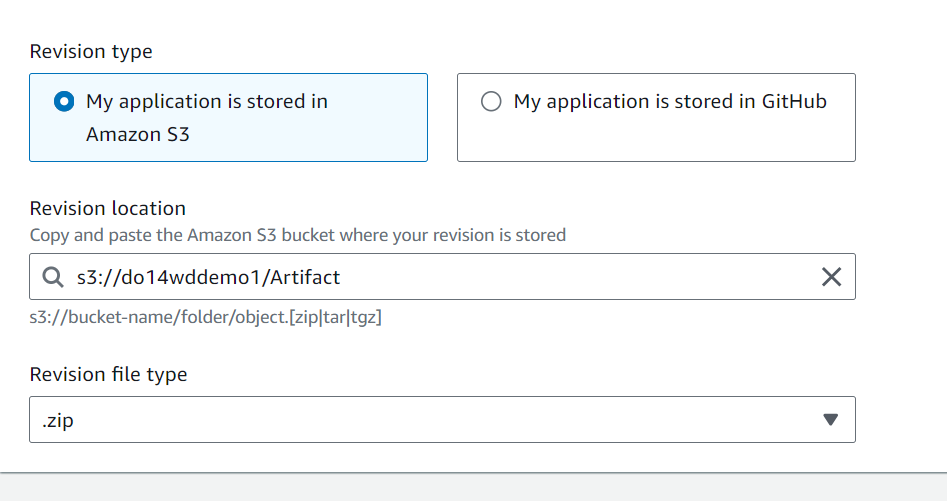 Revision type
My application is stored in
Amazon S3
My application is stored in GitHub
Revision location
Copy and paste the Amazon S3 bucket where your revision is stored
s3://do14wddemo1/Artifact
s3://bucket-name/folder/object.[zip|tar|tgz]
Revision file type
.zip